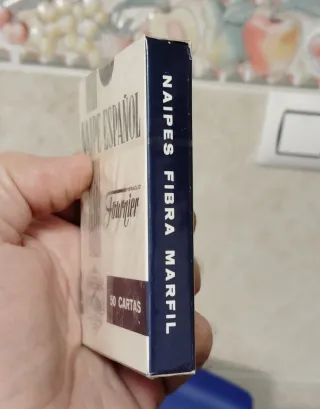 NAIPE ESPAÑOL
Fournier
50 CARTAS
NAIPES FIBRA MARFIL